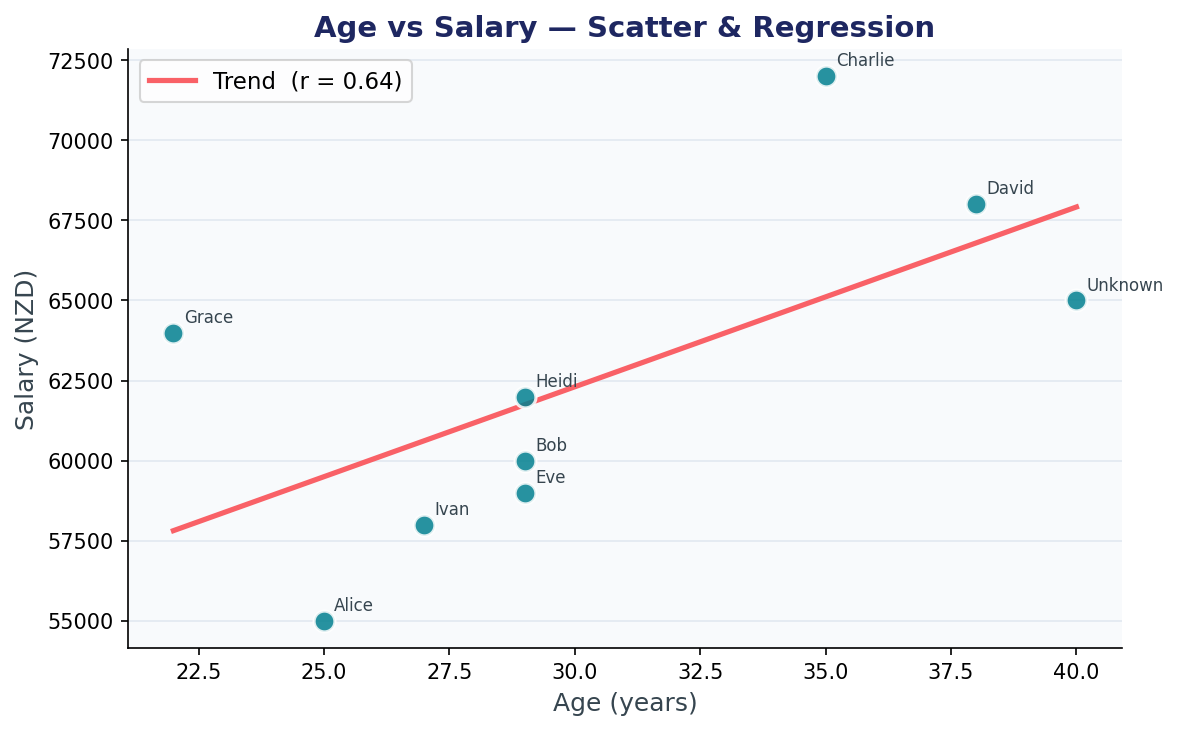 Age vs Salary — Scatter & Regression
Trend  (r = 0.64)
Salary (NZD)
72500
70000
67500
65000
62500
60000
57500
55000
Charlie
David
Unknown
Grace
Heidi
Bob
Eve
Ivan
Alice
22.5 25.0 27.5 30.0 32.5 35.0 37.5 40.0
Age (years)